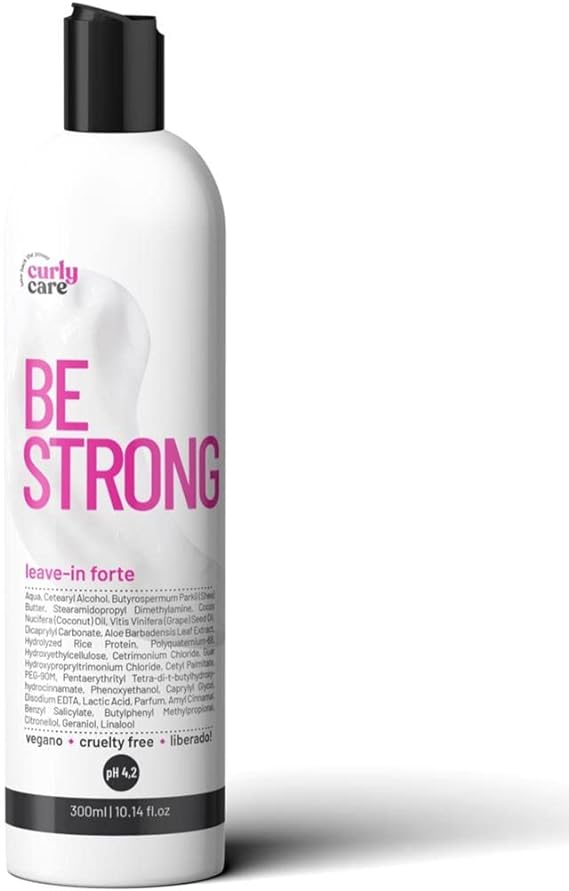 take back the power
curly
care
BE
STRONG
leave-in forte
Aqua, Cetearyl Alcohol, Butyrospermum Parkii (Shea)
Butter, Stearamidopropyl Dimethylamine, Cocos
Nucifera (Coconut) Oil, Vitis Vinifera (Grape) Seed Oil,
Dicaprylyl Carbonate, Aloe Barbadensis Leaf Extract,
Hydrolyzed Rice Protein, Polyquaternium-68,
Hydroxyethylcellulose, Cetrimonium Chloride, Guar
Hydroxypropyltrimonium Chloride, Cetyl Palmitate,
PEG-90M, Pentaerythrityl Tetra-di-t-butylhydroxy-
hydrocinnamate, Phenoxyethanol, Caprylyl Glycol,
Disodium EDTA, Lactic Acid, Parfum, Amyl Cinnamal,
Benzyl Salicylate, Butylphenyl Methylpropional,
Citronellol, Geraniol, Linalool
vegano + cruelty free + liberado!
pH 4,2
300ml | 10.14 fl.oz